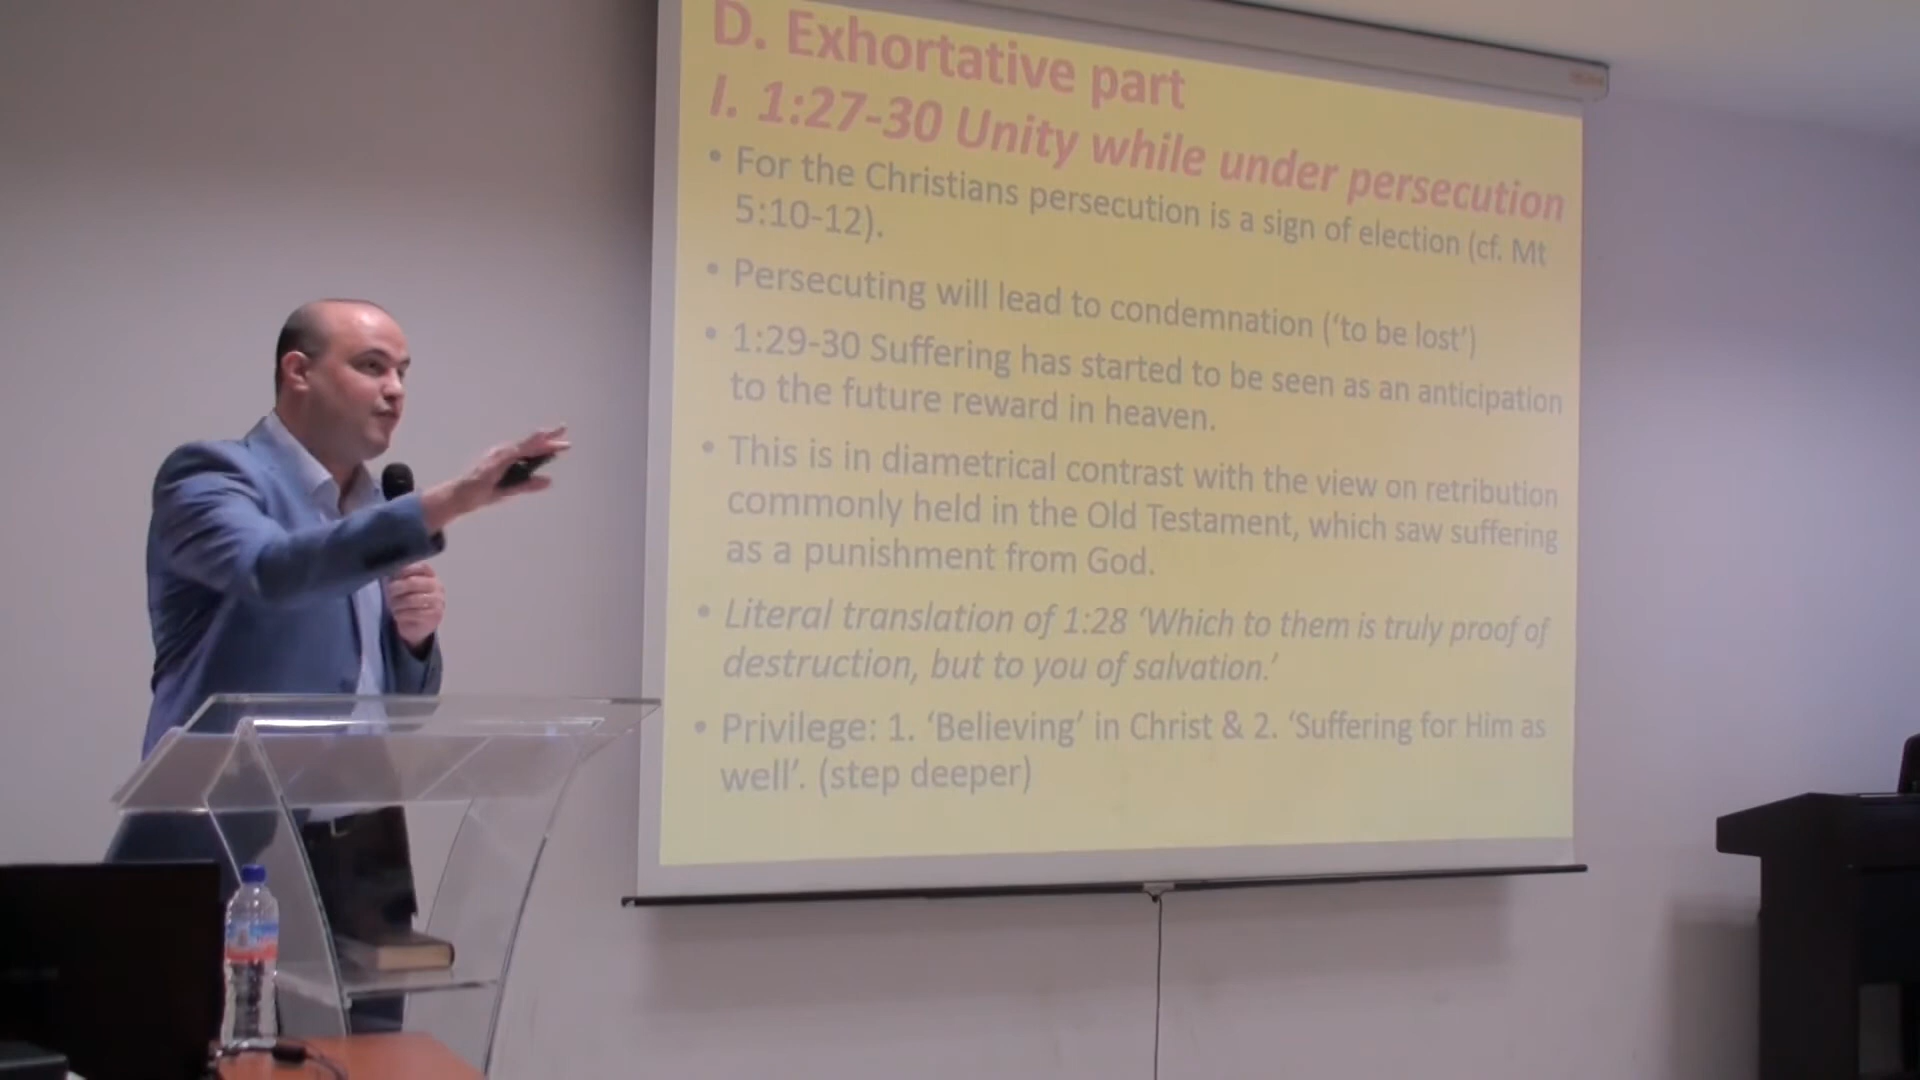 D. Exhortative part
I. 1:27-30 Unity while under persecution
• For the Christians persecution is a sign of election (cf. Mt
5:10-12).
• Persecuting will lead to condemnation (‘to be lost’)
• 1:29-30 Suffering has started to be seen as an anticipation
to the future reward in heaven.
• This is in diametrical contrast with the view on retribution
commonly held in the Old Testament, which saw suffering
as a punishment from God.
• Literal translation of 1:28 ‘Which to them is truly proof of
destruction, but to you of salvation.’
• Privilege: 1. ‘Believing’ in Christ & 2. ‘Suffering for Him as
well’. (step deeper)